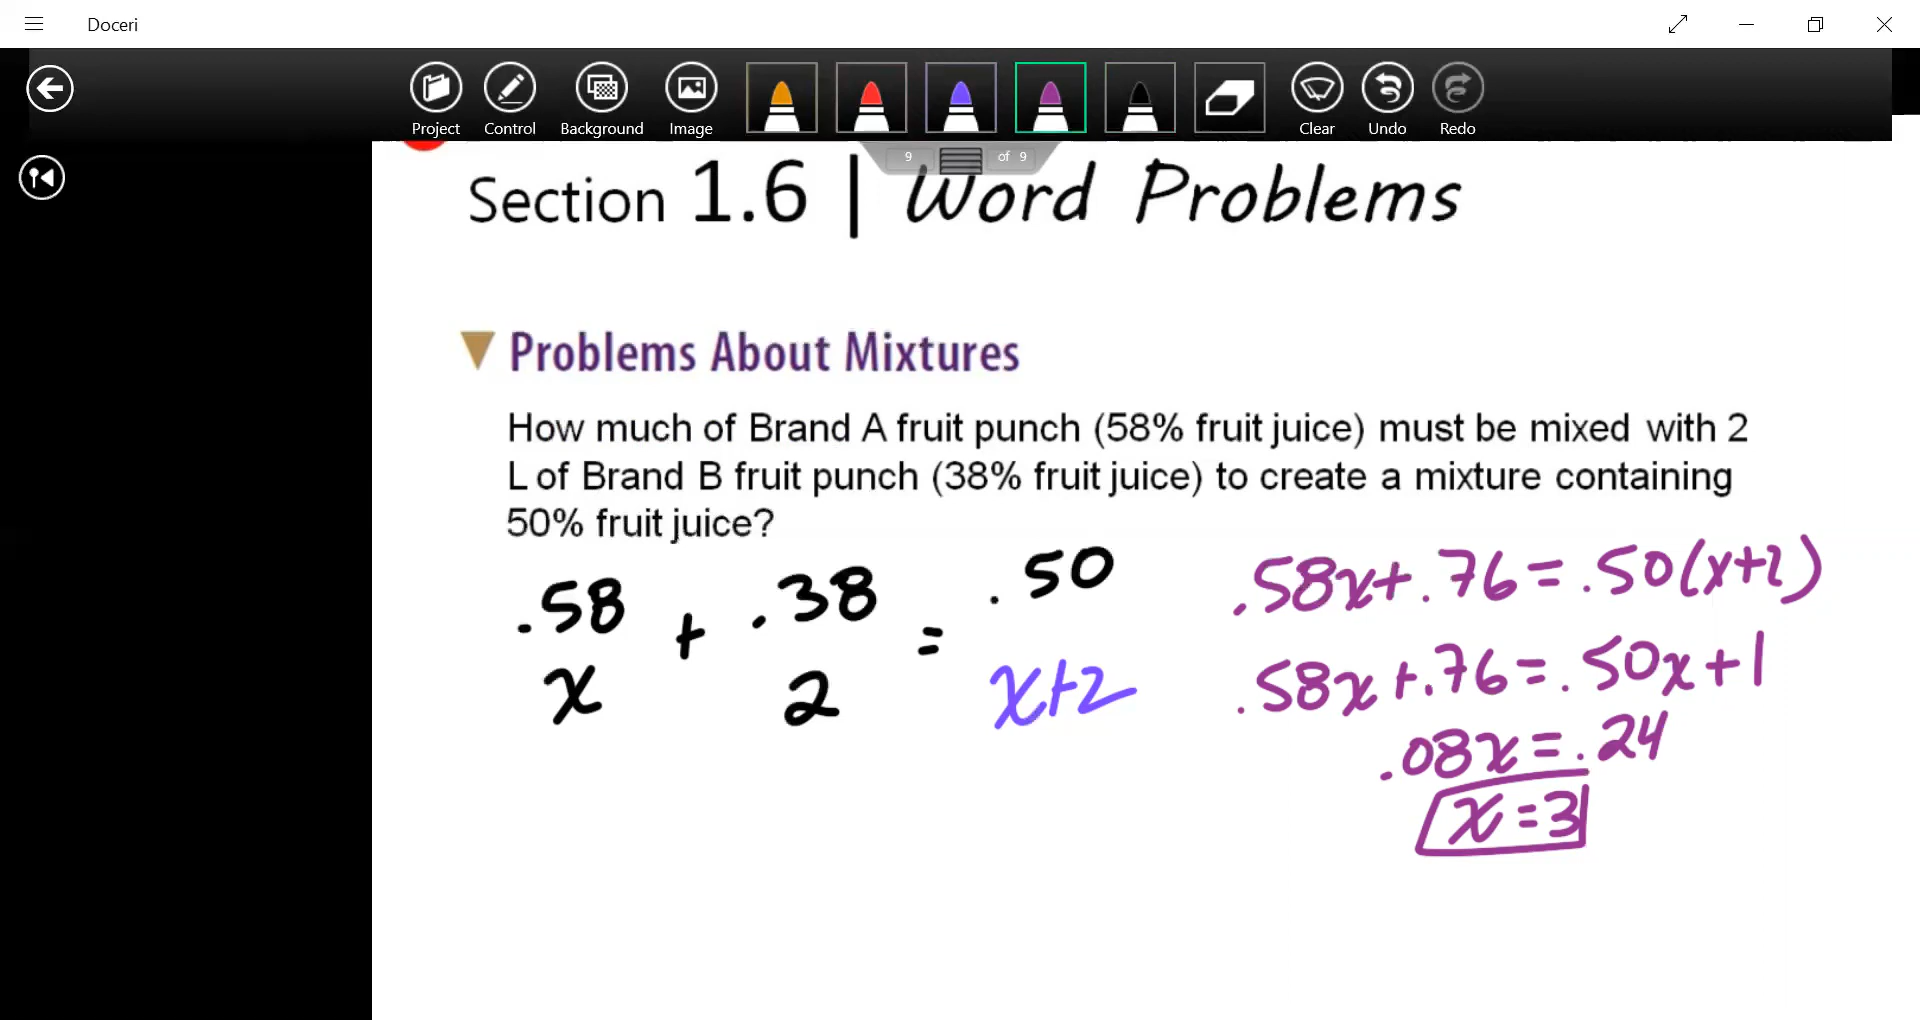 Doceri
Project Control Background Image Clear Undo Redo
9 of 9
Section 1.6 | Word Problems
Problems About Mixtures
How much of Brand A fruit punch (58% fruit juice) must be mixed with 2
L of Brand B fruit punch (38% fruit juice) to create a mixture containing
50% fruit juice?
.58 + .38 = .50
x 2 x+2
.58x+.76=.50(x+2)
.58x+.76=.50x+1
.08x=.24
x=3